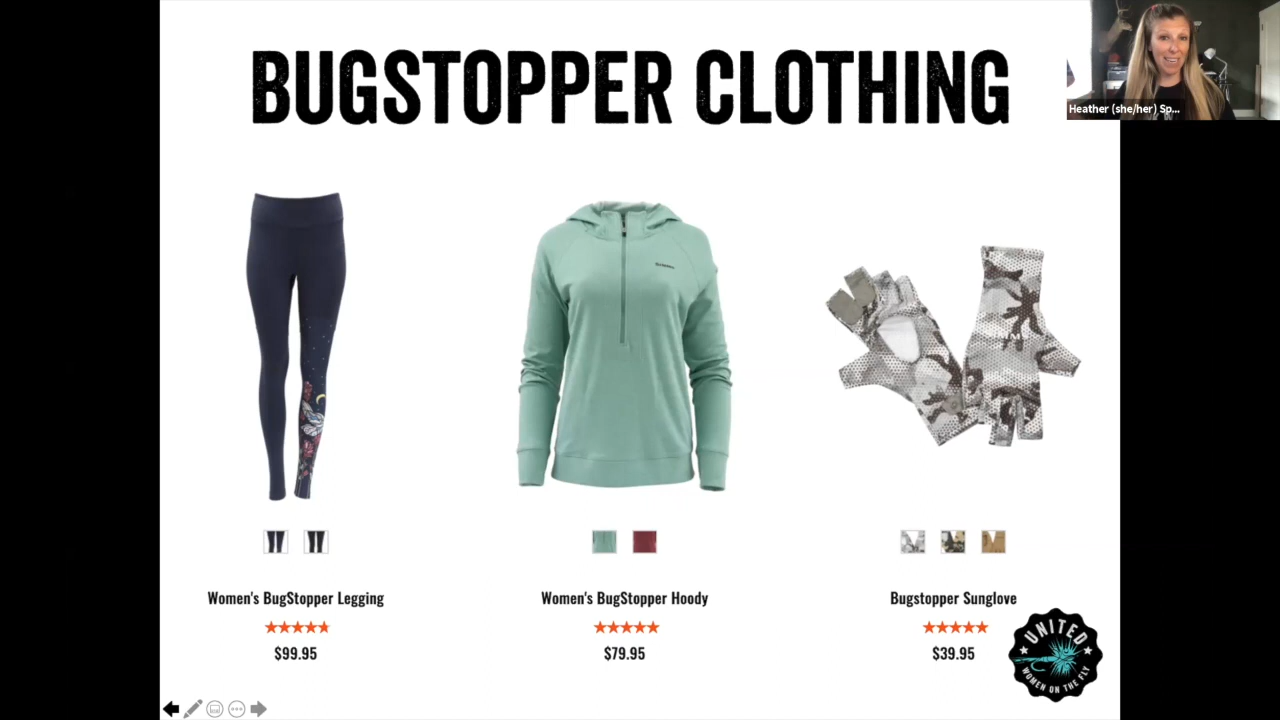 BUGSTOPPER CLOTHING
Heather (she/her) Sp...
Women's BugStopper Legging
$99.95
Women's BugStopper Hoody
$79.95
Bugstopper Sunglove
$39.95
UNITED
WOMEN ON THE FLY